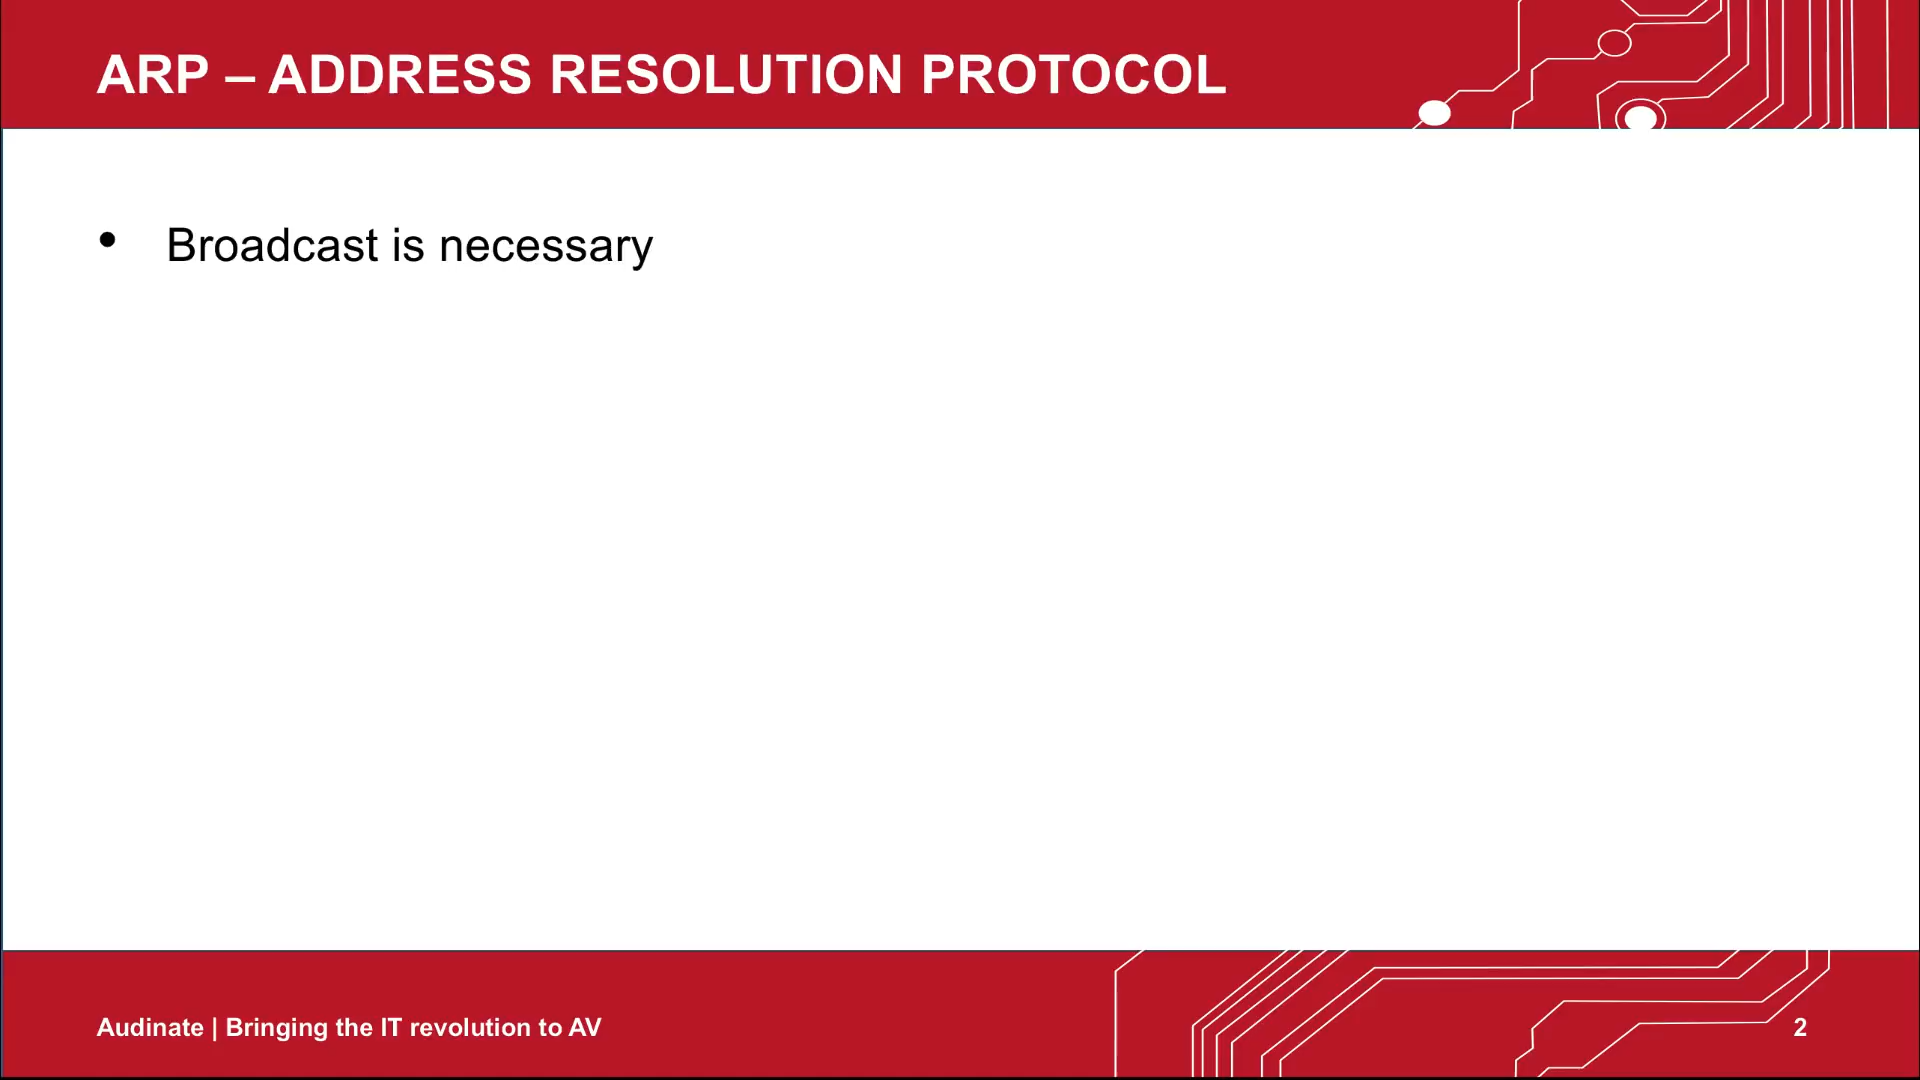 ARP – ADDRESS RESOLUTION PROTOCOL
• Broadcast is necessary
Audinate | Bringing the IT revolution to AV
2